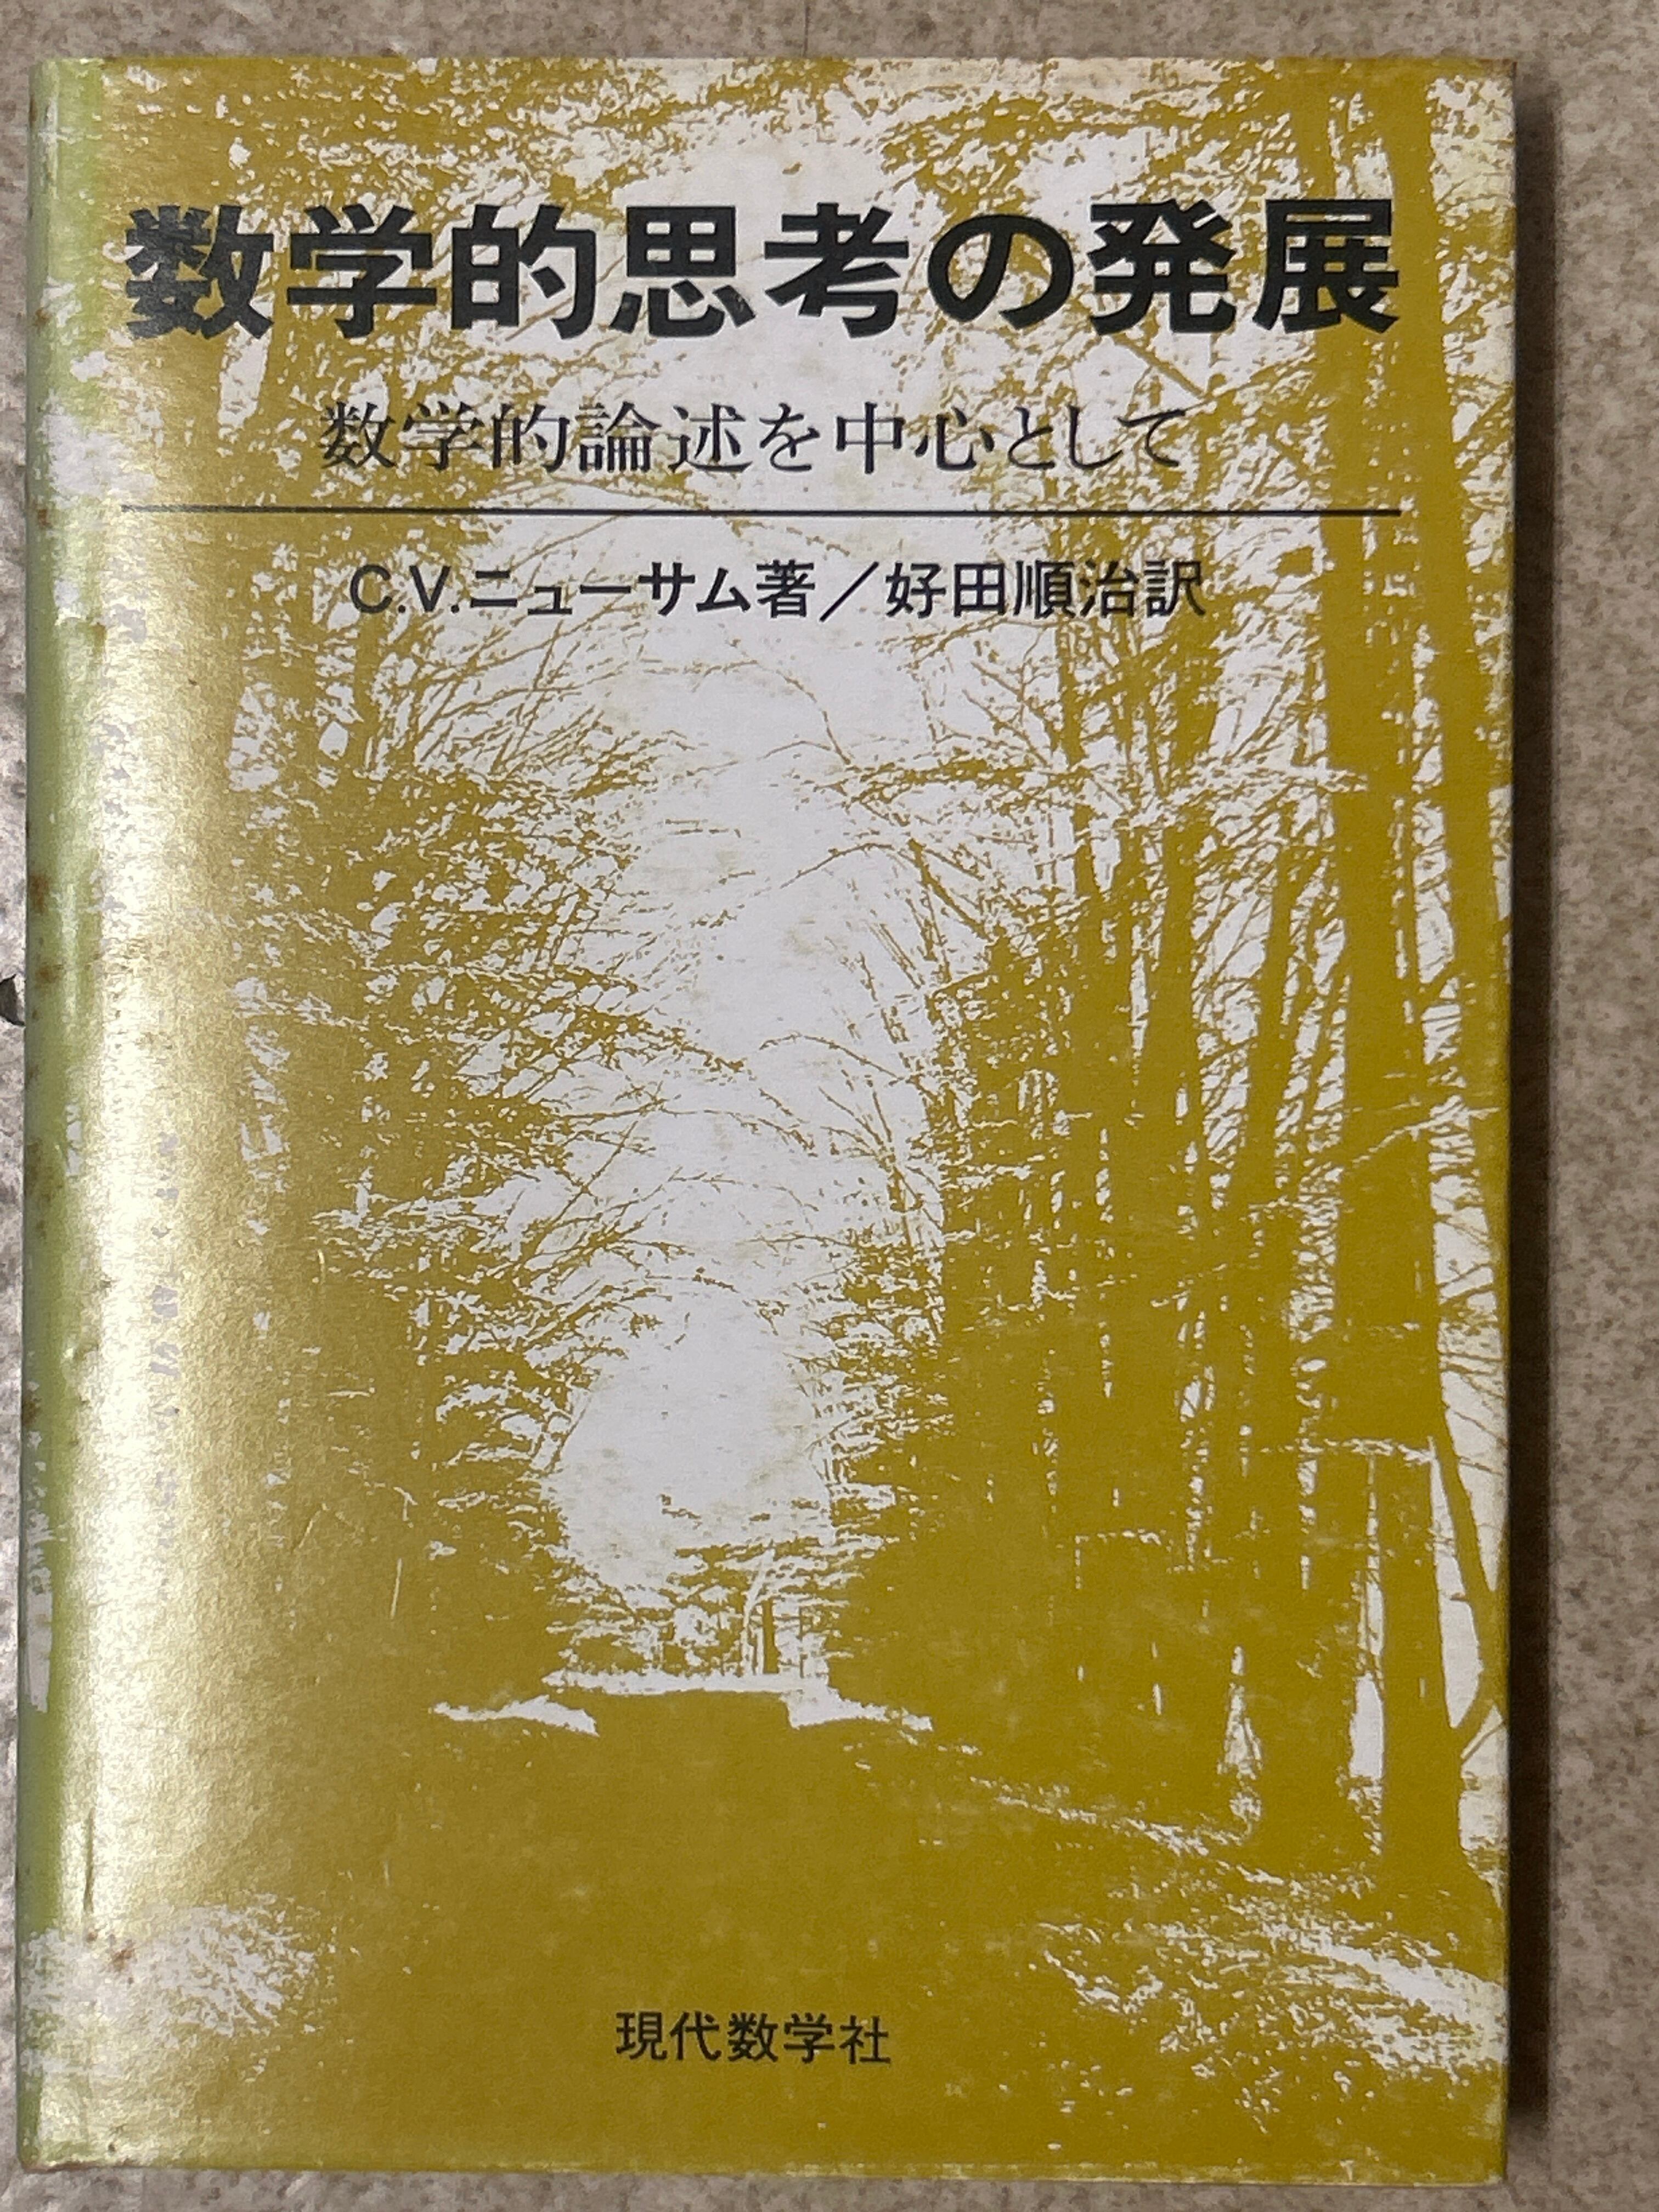 数学的思考の発展
数学的論述を中心として
C.V.ニューサム著／好田順治訳
現代数学社